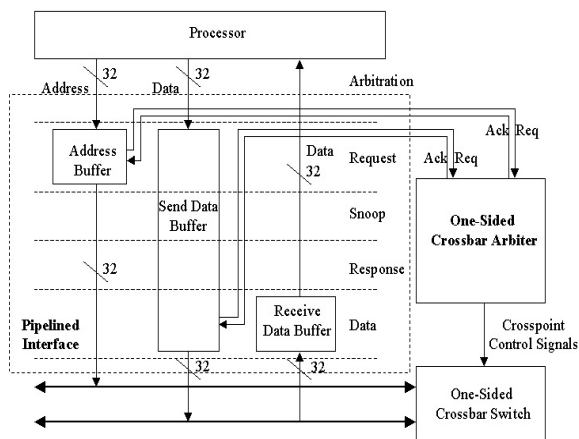 Processor
32
32
Arbitration
Address
Data
Ack Req
Address
Buffer
Data
Request
Ack Req
32
Send Data
Buffer
Snoop
One-Sided
Crossbar Arbiter
32
Response
Receive
Data Buffer
Data
Pipelined
Interface
Crosspoint
Control Signals
32
32
One-Sided
Crossbar Switch